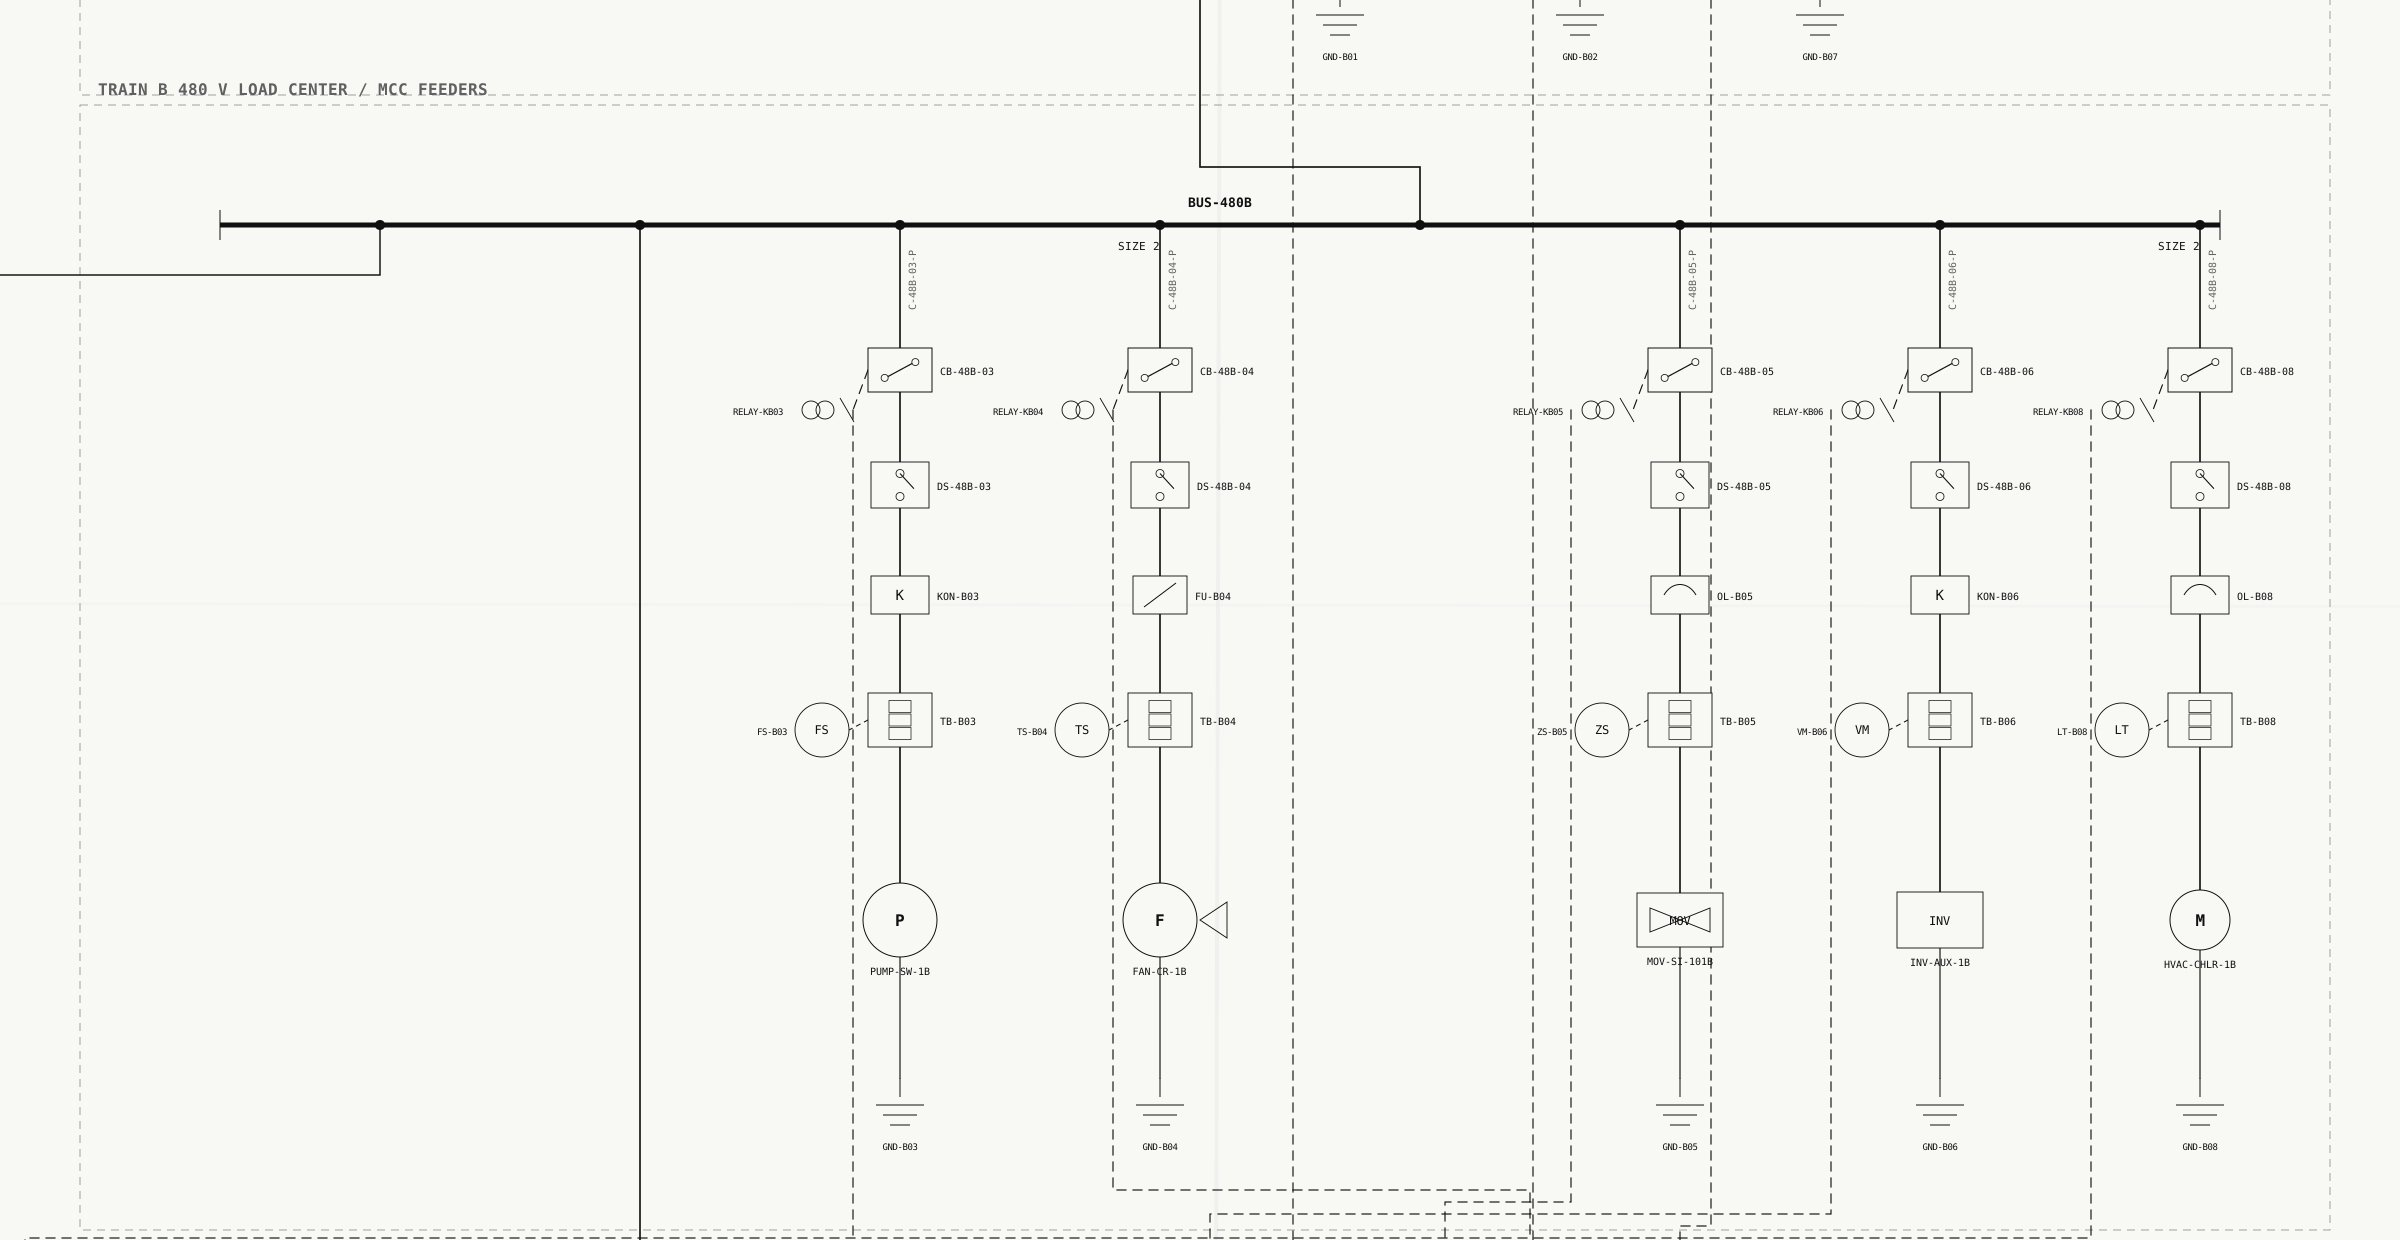 GND-B01 GND-B02 GND-B07
TRAIN B 480 V LOAD CENTER / MCC FEEDERS
BUS-480B
SIZE 2 SIZE 2
C-48B-03-P C-48B-04-P C-48B-05-P C-48B-06-P C-48B-08-P
CB-48B-03 CB-48B-04 CB-48B-05 CB-48B-06 CB-48B-08
RELAY-KB03 RELAY-KB04 RELAY-KB05 RELAY-KB06 RELAY-KB08
DS-48B-03 DS-48B-04 DS-48B-05 DS-48B-06 DS-48B-08
K KON-B03 FU-B04 OL-B05 K KON-B06 OL-B08
TB-B03 TB-B04 TB-B05 TB-B06 TB-B08
FS-B03 FS TS-B04 TS ZS-B05 ZS VM-B06 VM LT-B08 LT
P F MOV INV M
PUMP-SW-1B FAN-CR-1B MOV-SI-101B INV-AUX-1B HVAC-CHLR-1B
GND-B03 GND-B04 GND-B05 GND-B06 GND-B08